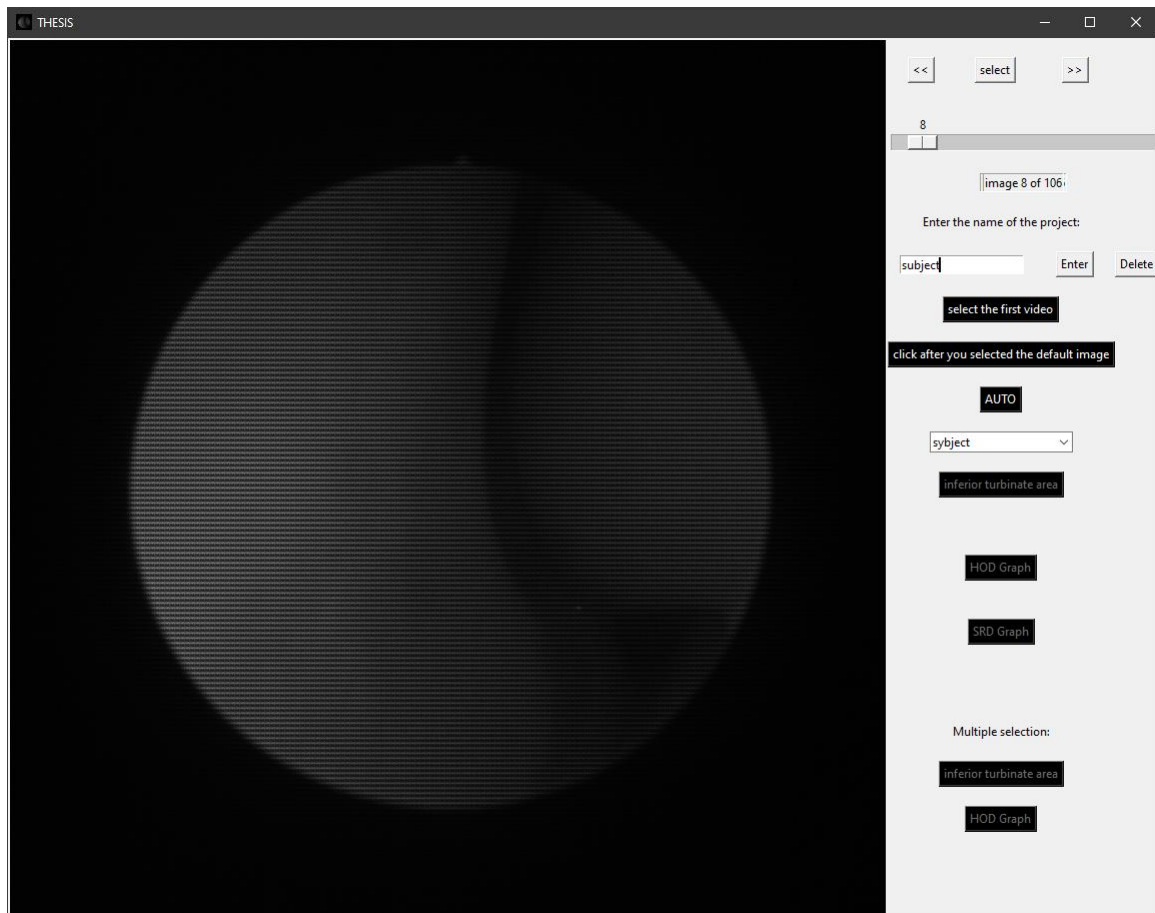 THESIS
<< select >>
8
image 8 of 106
Enter the name of the project:
subject Enter Delete
select the first video
click after you selected the default image
AUTO
sybject
inferior turbinate area
HOD Graph
SRD Graph
Multiple selection:
inferior turbinate area
HOD Graph